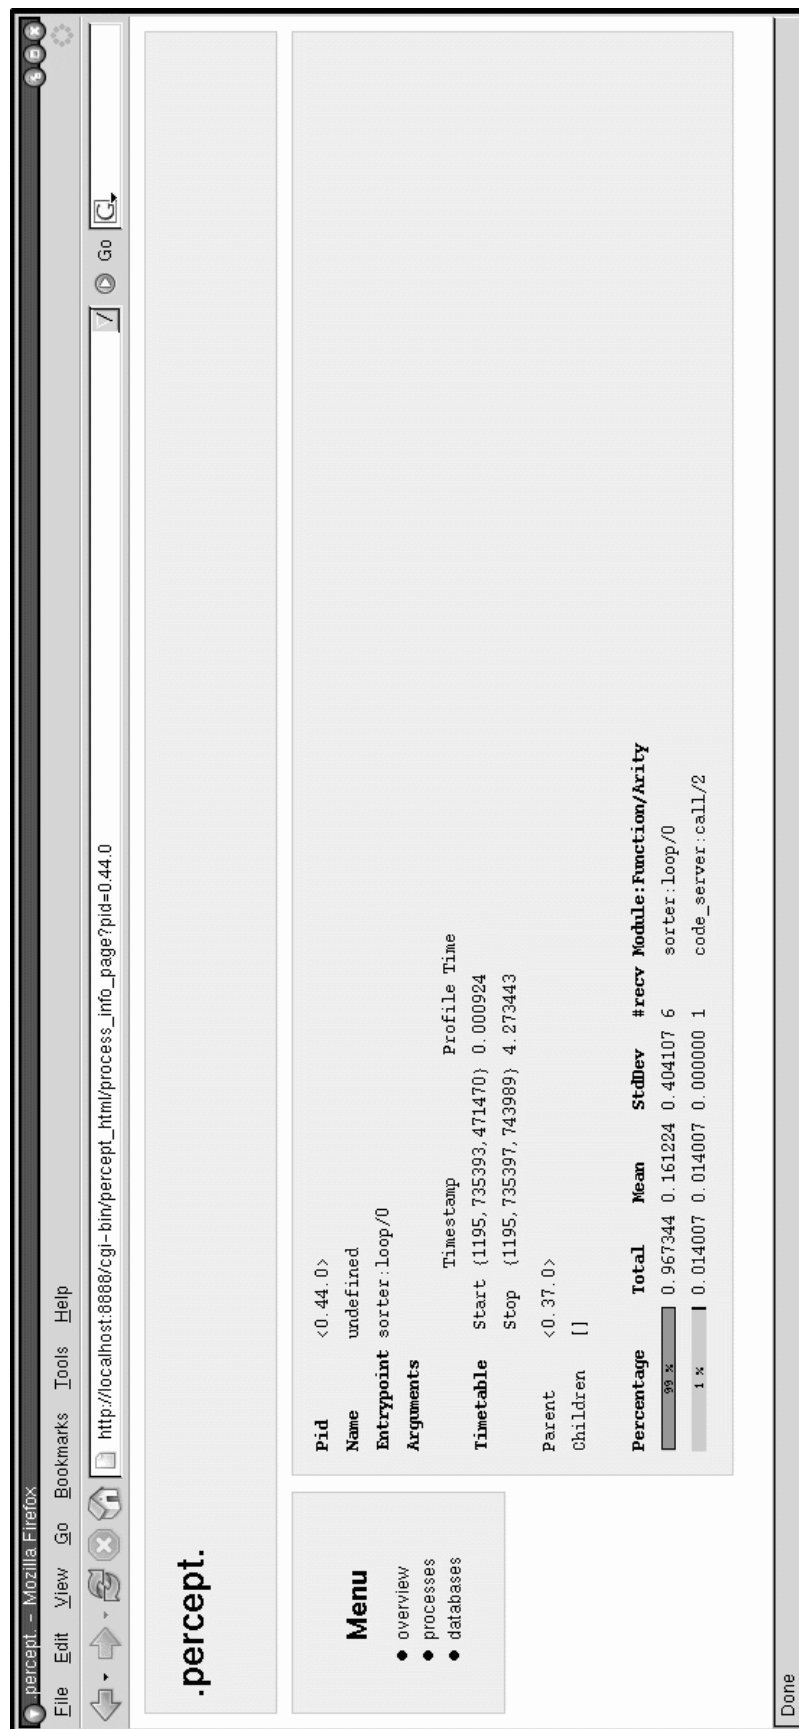 .percept. - Mozilla Firefox
File Edit View Go Bookmarks Tools Help
http://localhost:8888/cgi-bin/percept_html/process_info_page?pid=0.44.0
Go
G
.percept.
Menu
overview
processes
databases
Pid <0.44.0>
Name undefined
Entrypoint sorter:loop/0
Arguments
Timestamp Profile Time
Timetable Start {1195,735393,471470} 0.000924
Stop {1195,735397,743989} 4.273443
Parent <0.37.0>
Children []
Percentage Total Mean StdDev #recv Module:Function/Arity
99 % 0.967344 0.161224 0.404107 6 sorter:loop/0
1 % 0.014007 0.014007 0.000000 1 code_server:call/2
Done